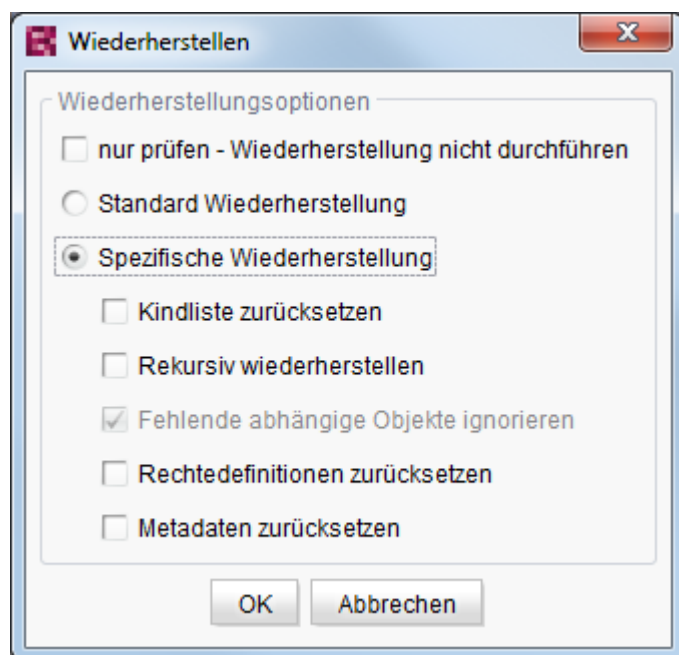 Wiederherstellen
Wiederherstellungsoptionen
nur prüfen - Wiederherstellung nicht durchführen
Standard Wiederherstellung
Spezifische Wiederherstellung
Kindliste zurücksetzen
Rekursiv wiederherstellen
Fehlende abhängige Objekte ignorieren
Rechtedefinitionen zurücksetzen
Metadaten zurücksetzen
OK Abbrechen